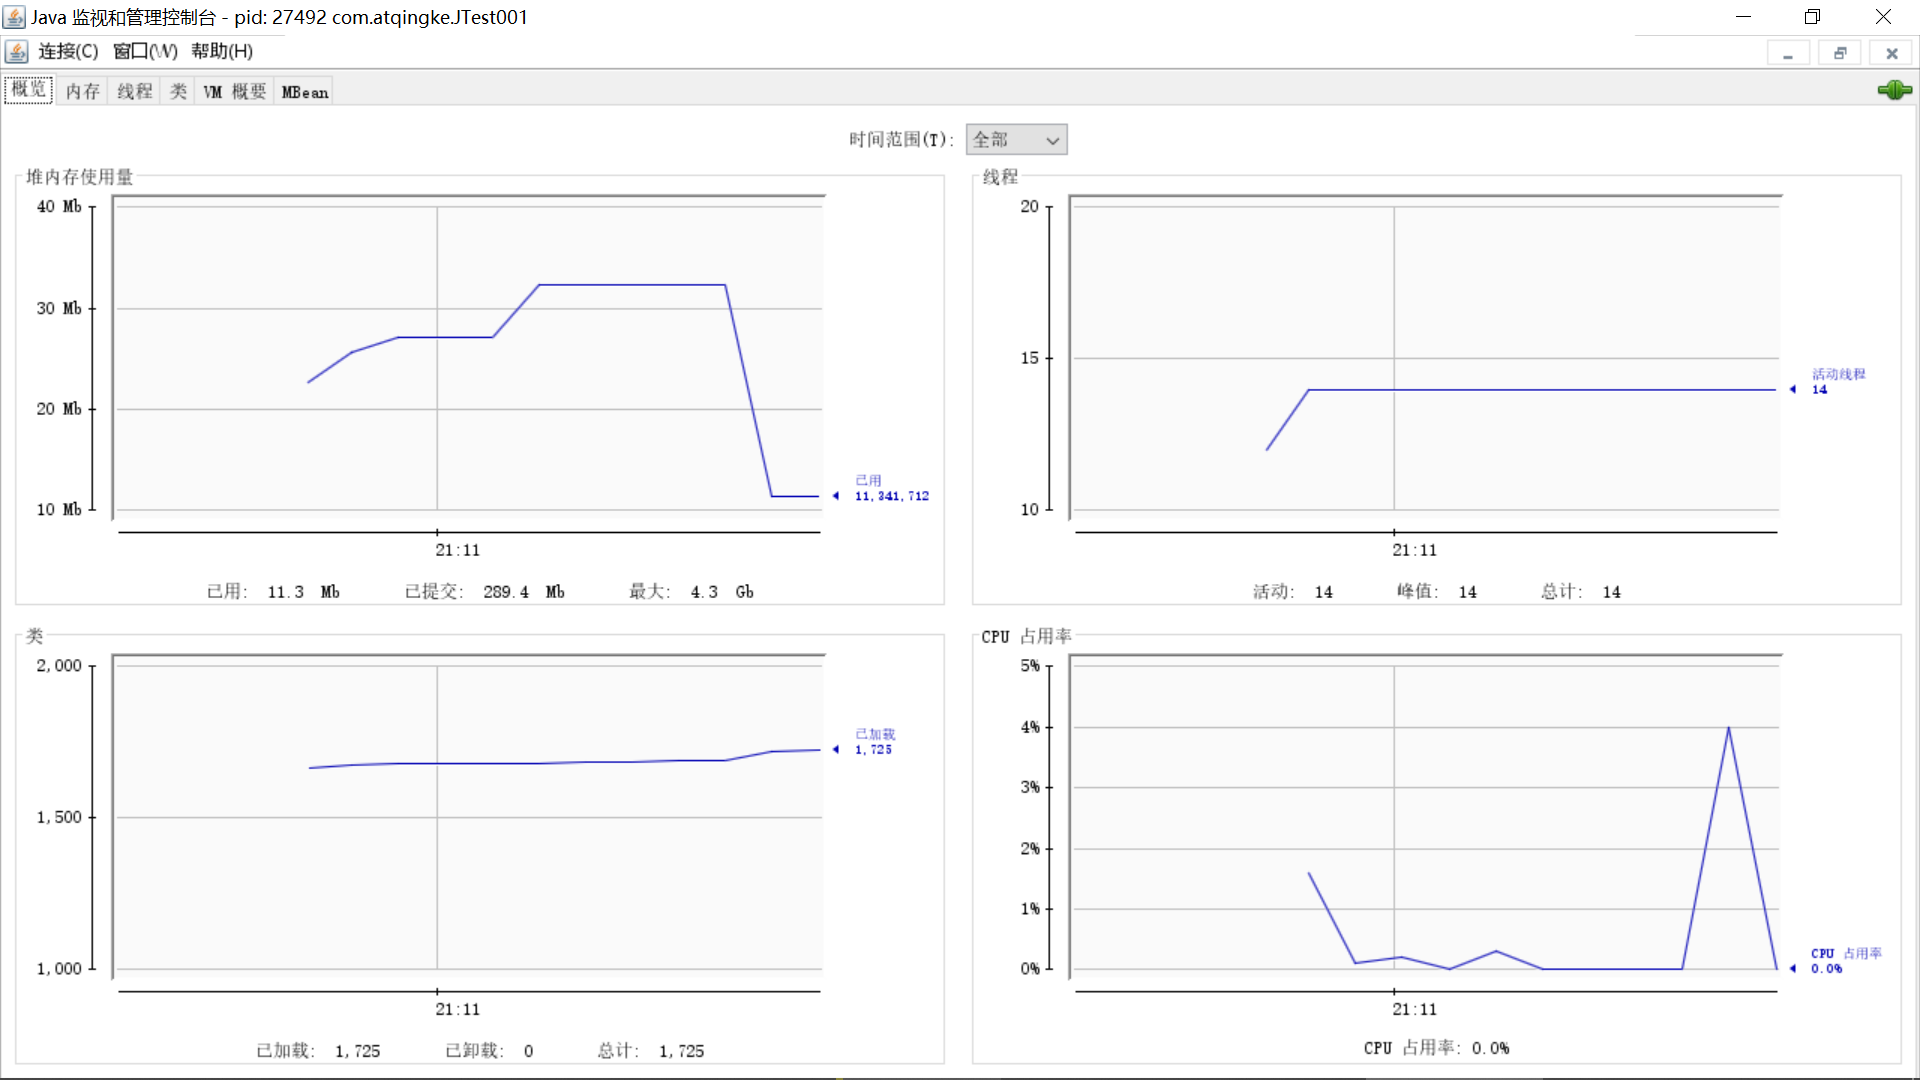 Java 监视和管理控制台 - pid: 27492 com.atqingke.JTest001
连接(C) 窗口(W) 帮助(H)
概览 内存 线程 类 VM 概要 MBean
时间范围(T): 全部
堆内存使用量
40 Mb
30 Mb
20 Mb
10 Mb
已用
11,341,712
21:11
已用: 11.3 Mb 已提交: 289.4 Mb 最大: 4.3 Gb
线程
20
15
10
活动线程
14
21:11
活动: 14 峰值: 14 总计: 14
类
2,000
1,500
1,000
已加载
1,725
21:11
已加载: 1,725 已卸载: 0 总计: 1,725
CPU 占用率
5%
4%
3%
2%
1%
0%
CPU 占用率
0.0%
21:11
CPU 占用率: 0.0%